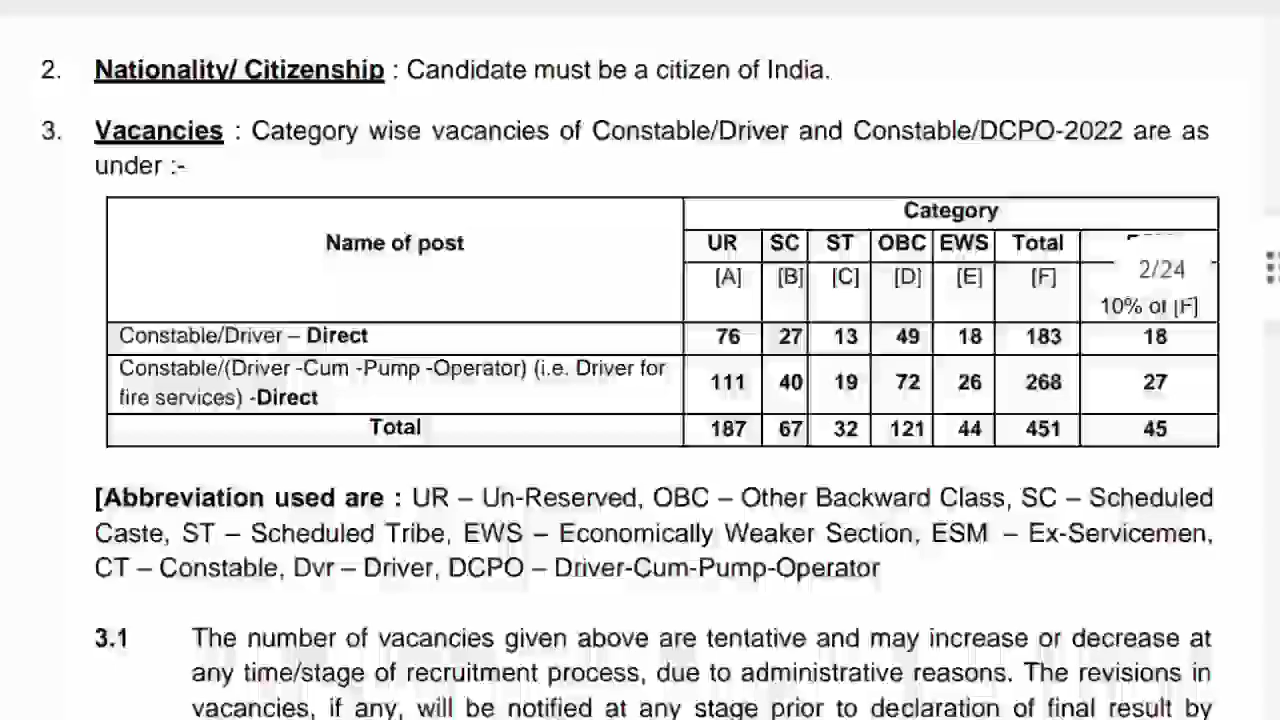 2. Nationality/ Citizenship : Candidate must be a citizen of India.
3. Vacancies : Category wise vacancies of Constable/Driver and Constable/DCPO-2022 are as
under :-
Name of post Category
UR SC ST OBC EWS Total
[A] [B] [C] [D] [E] [F] 2/24
10% of [F]
Constable/Driver – Direct 76 27 13 49 18 183 18
Constable/(Driver -Cum -Pump -Operator) (i.e. Driver for
fire services) -Direct 111 40 19 72 26 268 27
Total 187 67 32 121 44 451 45
[Abbreviation used are : UR – Un-Reserved, OBC – Other Backward Class, SC – Scheduled
Caste, ST – Scheduled Tribe, EWS – Economically Weaker Section, ESM – Ex-Servicemen,
CT – Constable, Dvr – Driver, DCPO – Driver-Cum-Pump-Operator
3.1 The number of vacancies given above are tentative and may increase or decrease at
any time/stage of recruitment process, due to administrative reasons. The revisions in
vacancies, if any, will be notified at any stage prior to declaration of final result by